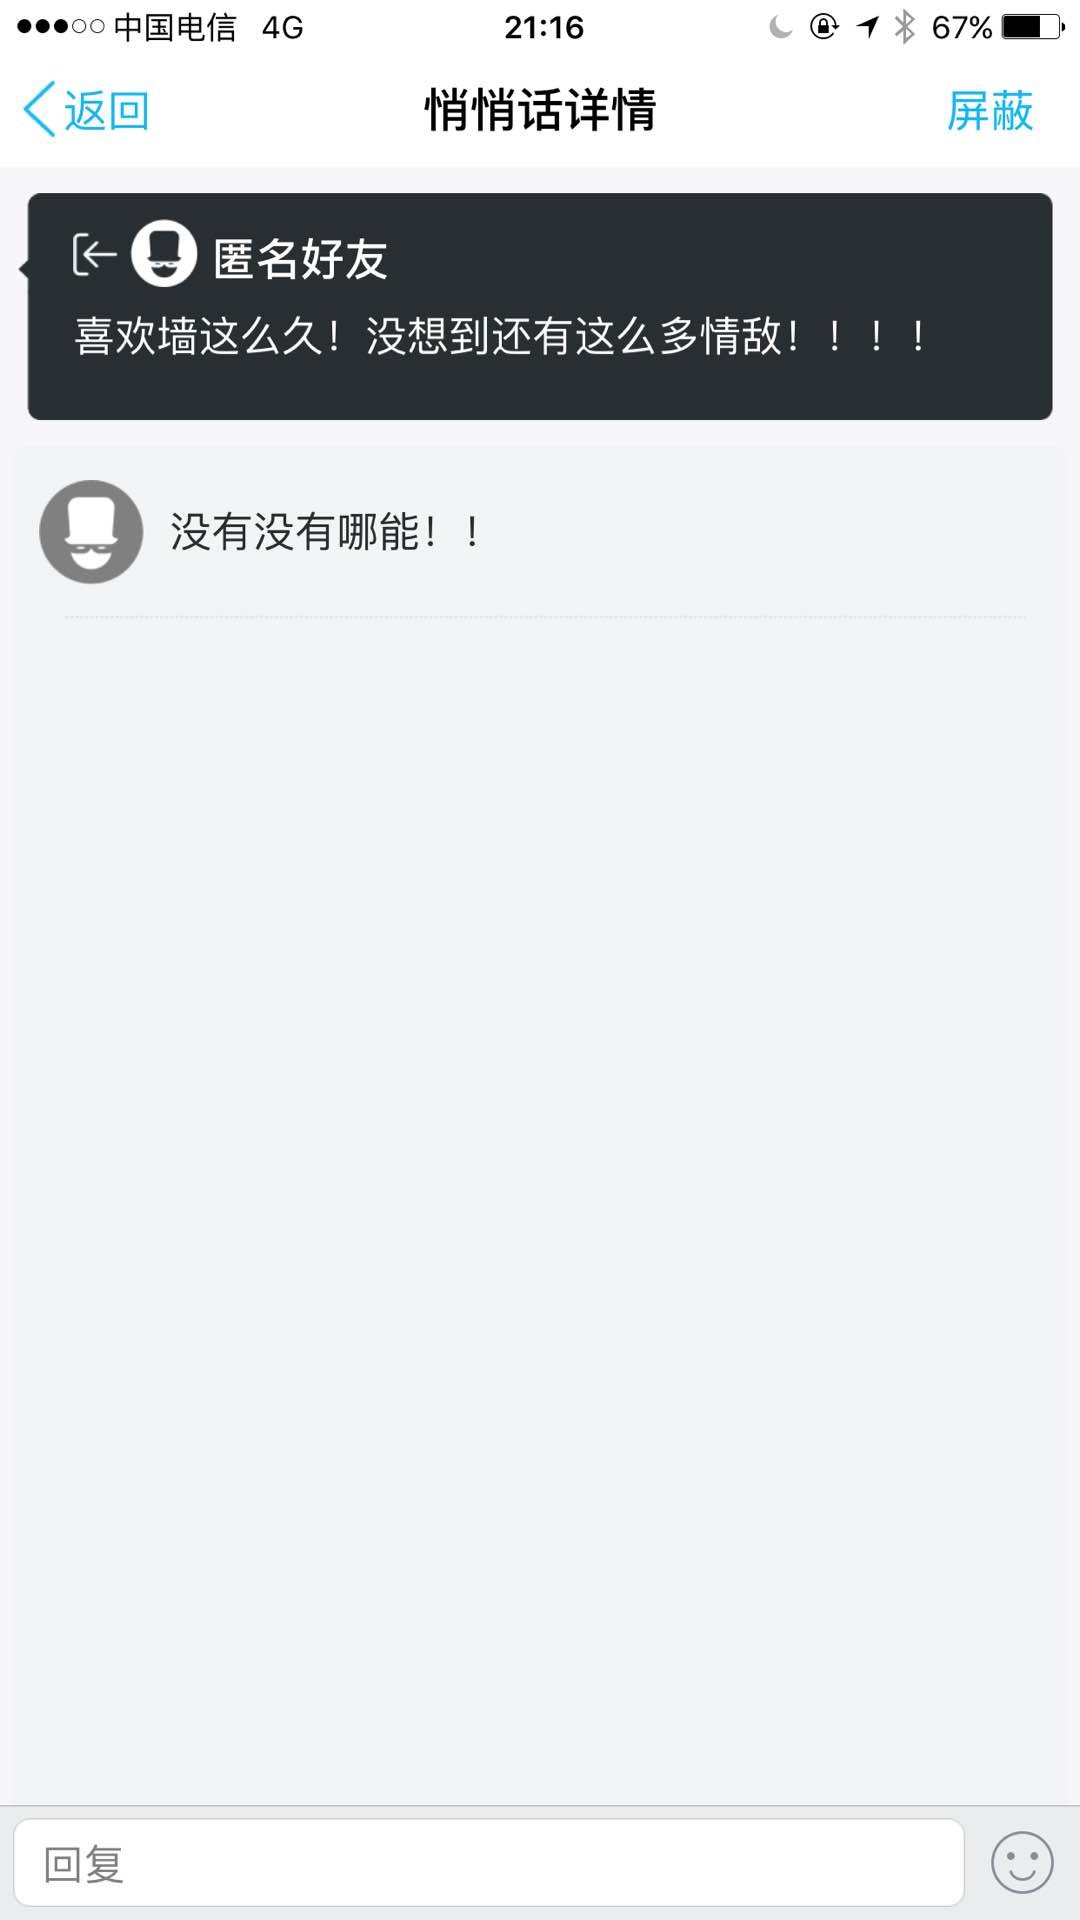 中国电信 4G 21:16 67%
返回 悄悄话详情 屏蔽
匿名好友
喜欢墙这么久！没想到还有这么多情敌！！！！
没有没有哪能！！
回复